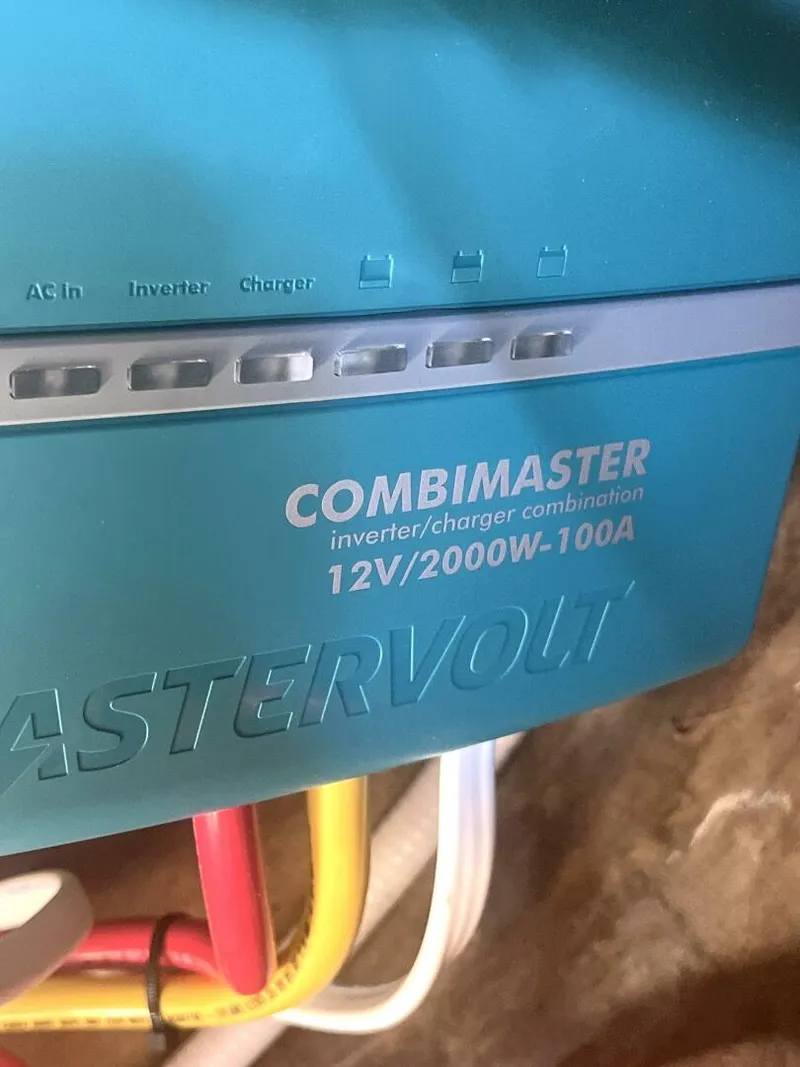 AC in Inverter Charger
COMBIMASTER
inverter/charger combination
12V/2000W-100A
ASTERVOLT